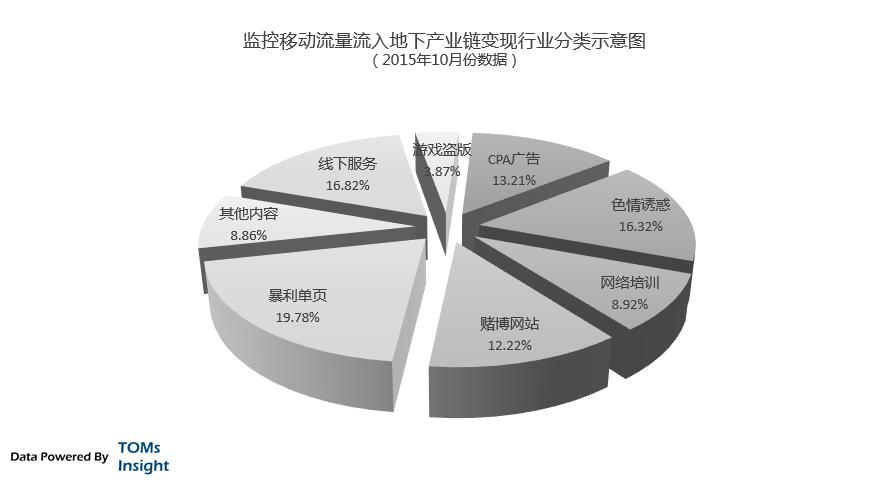 监控移动流量流入地下产业链变现行业分类示意图
（2015年10月份数据）
游戏盗版
3.87%
CPA广告
13.21%
线下服务
16.82%
色情诱惑
16.32%
其他内容
8.86%
网络培训
8.92%
暴利单页
19.78%
赌博网站
12.22%
Data Powered By
TOMs
Insight